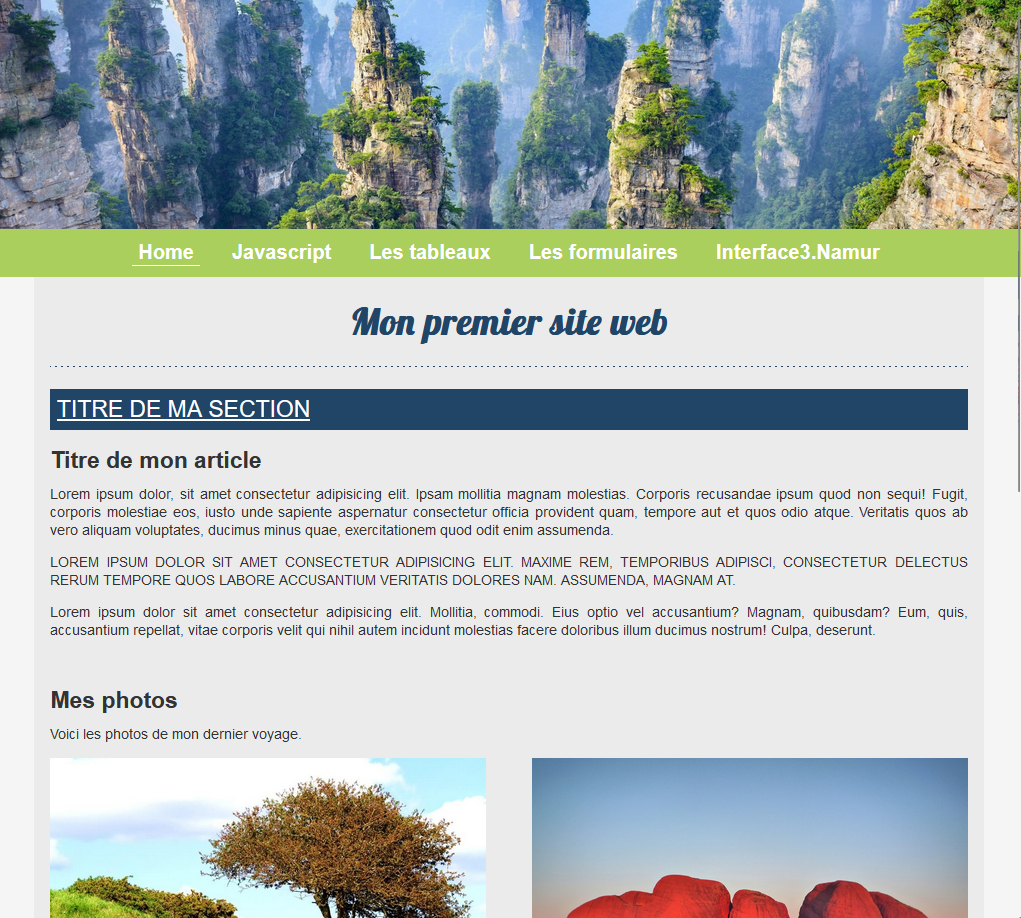 Home Javascript Les tableaux Les formulaires Interface3.Namur
Mon premier site web
TITRE DE MA SECTION
Titre de mon article
Lorem ipsum dolor, sit amet consectetur adipisicing elit. Ipsam mollitia magnam molestias. Corporis recusandae ipsum quod non sequi! Fugit,
corporis molestiae eos, iusto unde sapiente aspernatur consectetur officia provident quam, tempore aut et quos odio atque. Veritatis quos ab
vero aliquam voluptates, ducimus minus quae, exercitationem quod odit enim assumenda.
LOREM IPSUM DOLOR SIT AMET CONSECTETUR ADIPISICING ELIT. MAXIME REM, TEMPORIBUS ADIPISCI, CONSECTETUR DELECTUS
RERUM TEMPORE QUOS LABORE ACCUSANTIUM VERITATIS DOLORES NAM. ASSUMENDA, MAGNAM AT.
Lorem ipsum dolor sit amet consectetur adipisicing elit. Mollitia, commodi. Eius optio vel accusantium? Magnam, quibusdam? Eum, quis,
accusantium repellat, vitae corporis velit qui nihil autem incidunt molestias facere doloribus illum ducimus nostrum! Culpa, deserunt.
Mes photos
Voici les photos de mon dernier voyage.